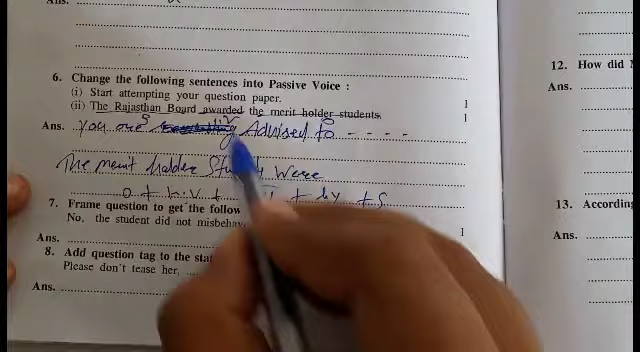 Ans.
6. Change the following sentences into Passive Voice :
(i) Start attempting your question paper. 1
(ii) The Rajasthan Board awarded the merit holder students. 1
S V O
Ans. You are Advised to - - - -
The merit holder Were
O + h.v + + by + S
7. Frame question to get the follow
No, the student did not misbehav 1
Ans.
8. Add question tag to the stat
Please don't tease her,
Ans.
12. How did
Ans.
13. According
Ans.